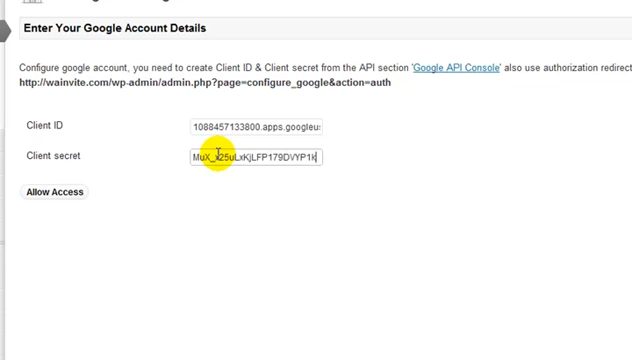 Enter Your Google Account Details
Configure google account, you need to create Client ID & Client secret from the API section 'Google API Console' also use authorization redirect
http://wainvite.com/wp-admin/admin.php?page=configure_google&action=auth
Client ID 1088457133800.apps.googleu
Client secret MuX_x25uLxKjLFP179DVYP1k
Allow Access